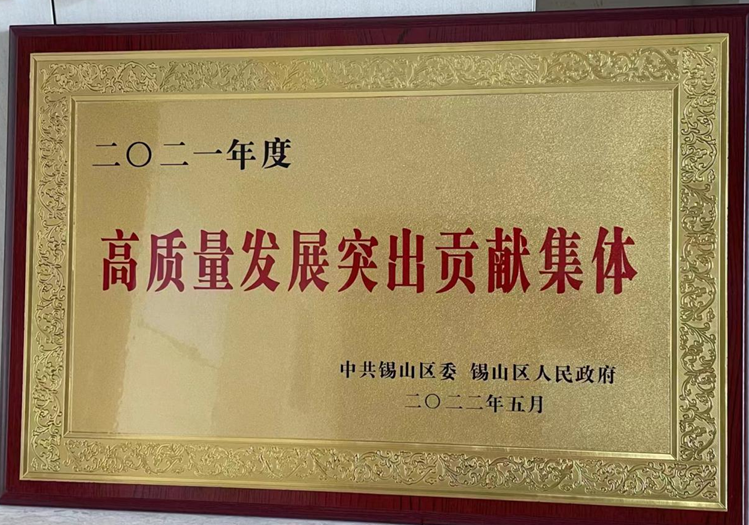 二〇二一年度
高质量发展突出贡献集体
中共锡山区委 锡山区人民政府
二〇二二年五月